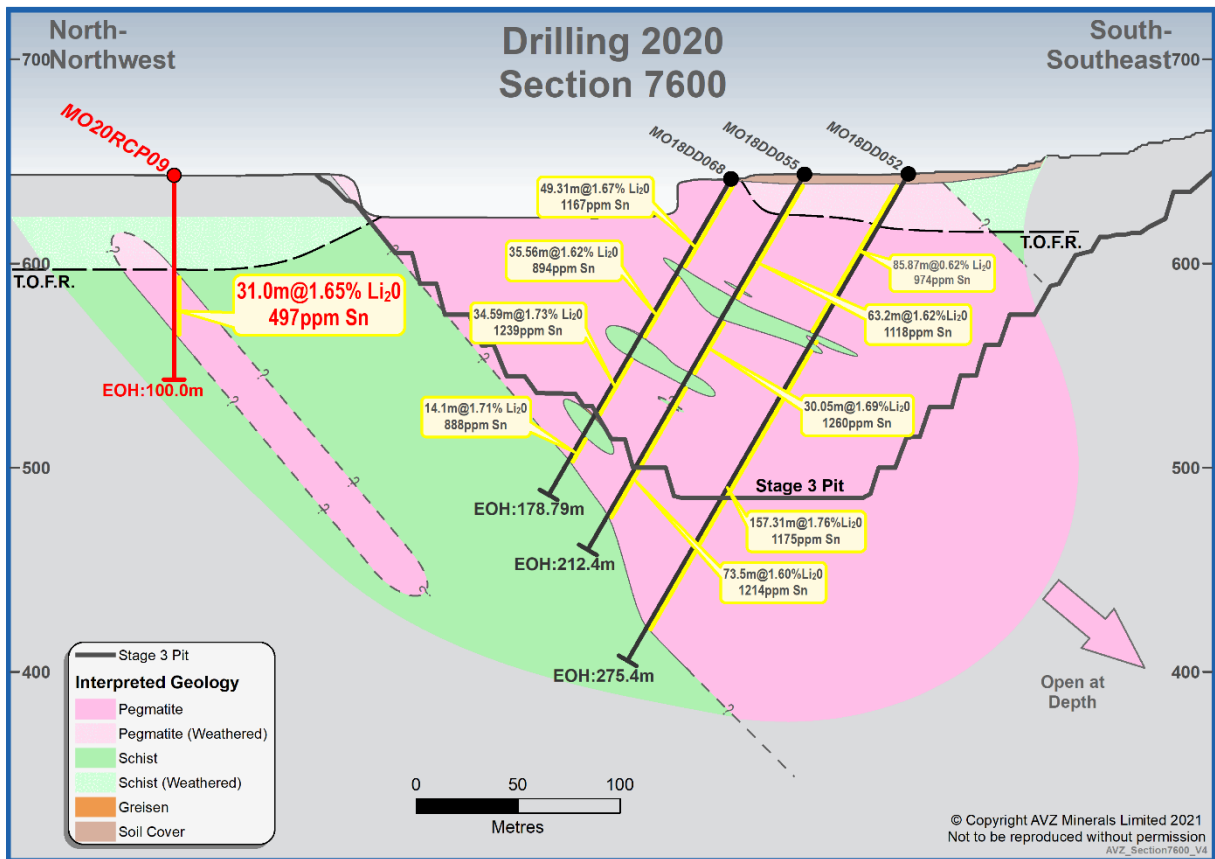 North-
Northwest
Drilling 2020
Section 7600
South-
Southeast
700
700
MO20RCP09
MO18DD068
MO18DD055
MO18DD052
49.31m@1.67% Li₂0
1167ppm Sn
35.56m@1.62% Li₂0
894ppm Sn
85.87m@0.62% Li₂0
974ppm Sn
T.O.F.R.
T.O.F.R.
600
600
31.0m@1.65% Li₂0
497ppm Sn
34.59m@1.73% Li₂0
1239ppm Sn
63.2m@1.62% Li₂0
1118ppm Sn
EOH:100.0m
14.1m@1.71% Li₂0
888ppm Sn
30.05m@1.69%Li₂0
1260ppm Sn
500
500
Stage 3 Pit
EOH:178.79m
157.31m@1.76%Li₂0
1175ppm Sn
EOH:212.4m
73.5m@1.60%Li₂0
1214ppm Sn
EOH:275.4m
400
400
Open at
Depth
Stage 3 Pit
Interpreted Geology
Pegmatite
Pegmatite (Weathered)
Schist
Schist (Weathered)
Greisen
Soil Cover
0 50 100
Metres
© Copyright AVZ Minerals Limited 2021
Not to be reproduced without permission
AVZ_Section7600_V4